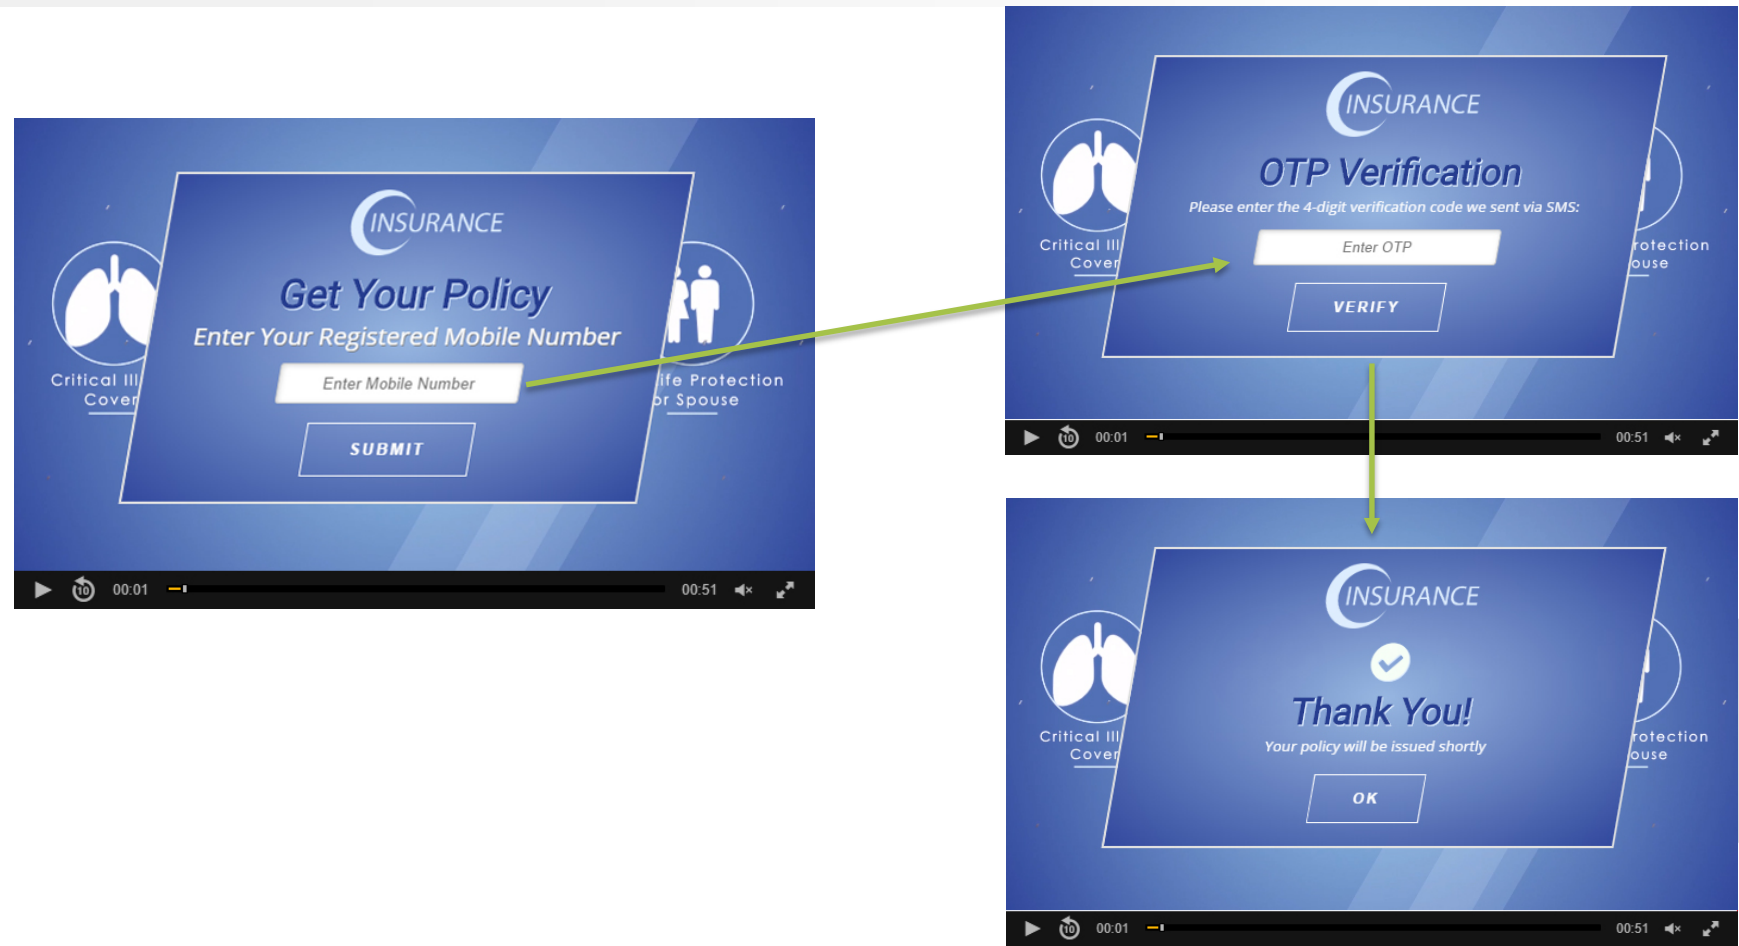 INSURANCE
Get Your Policy
Enter Your Registered Mobile Number
Enter Mobile Number
SUBMIT
Critical Ill
Cover
ife Protection
or Spouse
10
00:01
00:51
INSURANCE
OTP Verification
Please enter the 4-digit verification code we sent via SMS:
Enter OTP
VERIFY
Critical Ill
Cover
rotection
ouse
10
00:01
00:51
INSURANCE
Thank You!
Your policy will be issued shortly
OK
Critical Ill
Cover
rotection
ouse
10
00:01
00:51